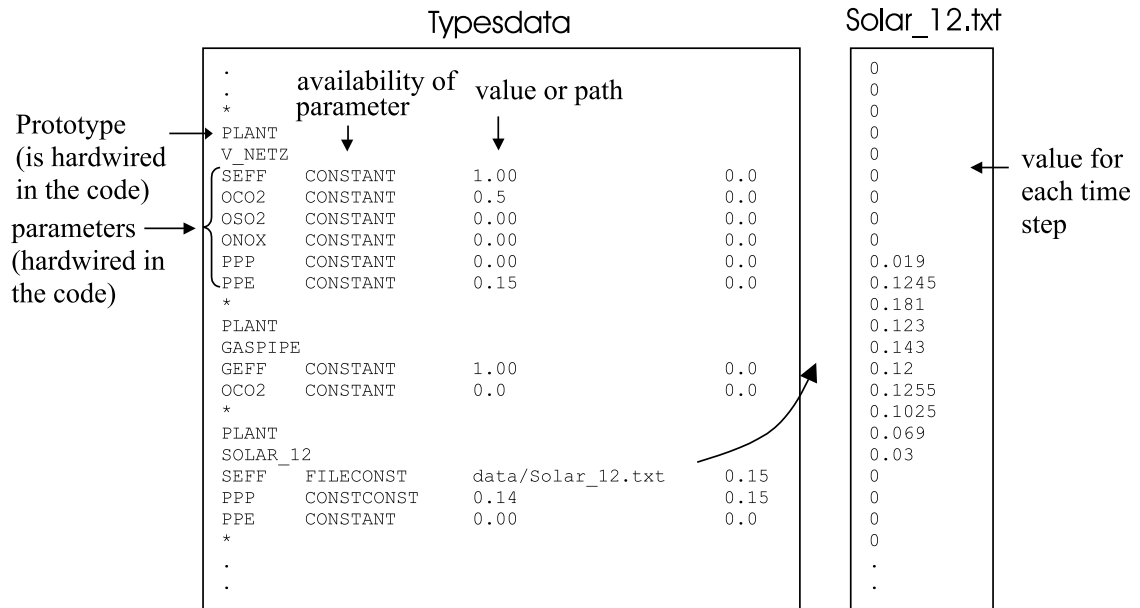 Typesdata
Solar_12.txt
Prototype
(is hardwired
in the code)
parameters
(hardwired in
the code)
availability of
parameter
value or path
.
.
*
PLANT
V_NETZ
SEFF CONSTANT 1.00 0.0
OCO2 CONSTANT 0.5 0.0
OSO2 CONSTANT 0.00 0.0
ONOX CONSTANT 0.00 0.0
PPP CONSTANT 0.00 0.0
PPE CONSTANT 0.15 0.0
*
PLANT
GASPIPE
GEFF CONSTANT 1.00 0.0
OCO2 CONSTANT 0.0 0.0
*
PLANT
SOLAR_12
SEFF FILECONST data/Solar_12.txt 0.15
PPP CONSTCONST 0.14 0.15
PPE CONSTANT 0.00 0.0
*
.
.
0
0
0
0
0
0
0
0
0
0.019
0.1245
0.181
0.123
0.143
0.12
0.1255
0.1025
0.069
0.03
0
0
0
0
.
.
value for
each time
step